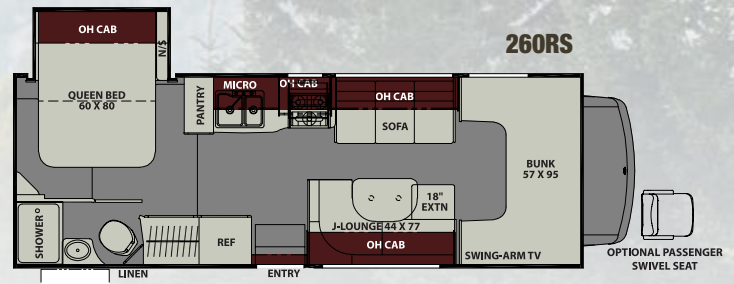 260RS
OH CAB
N/S
QUEEN BED
60 X 80
PANTRY
MICRO
OH CAB
OH CAB
SOFA
BUNK
57 X 95
18"
EXTN
J-LOUNGE 44 X 77
OH CAB
SWING-ARM TV
SHOWER
REF
LINEN
ENTRY
OPTIONAL PASSENGER
SWIVEL SEAT